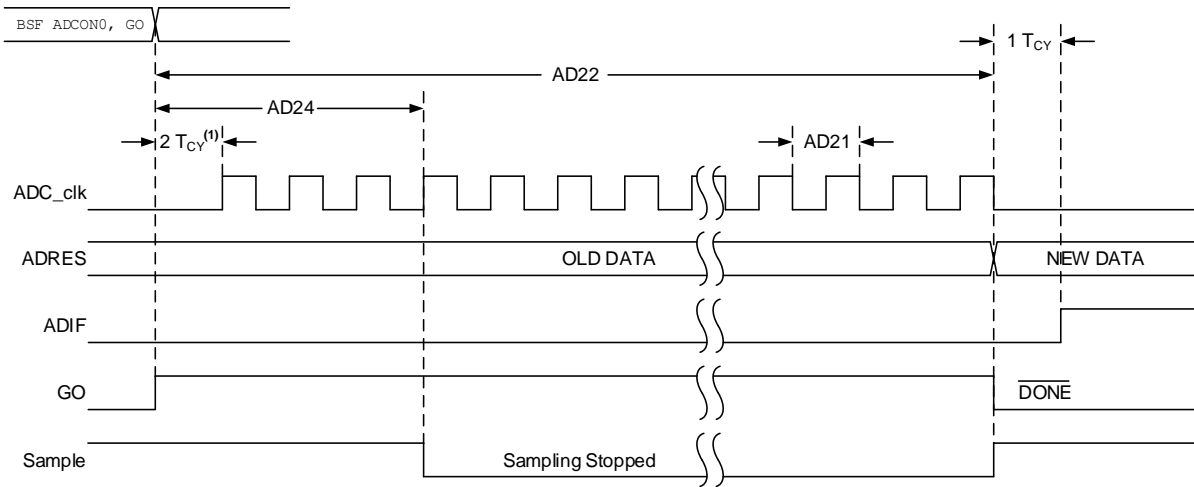 BSF ADCON0, GO
1 TCY
AD22
AD24
2 TCY(1)
AD21
ADC_clk
ADRES
OLD DATA
NEW DATA
ADIF
GO
DONE
Sample
Sampling Stopped